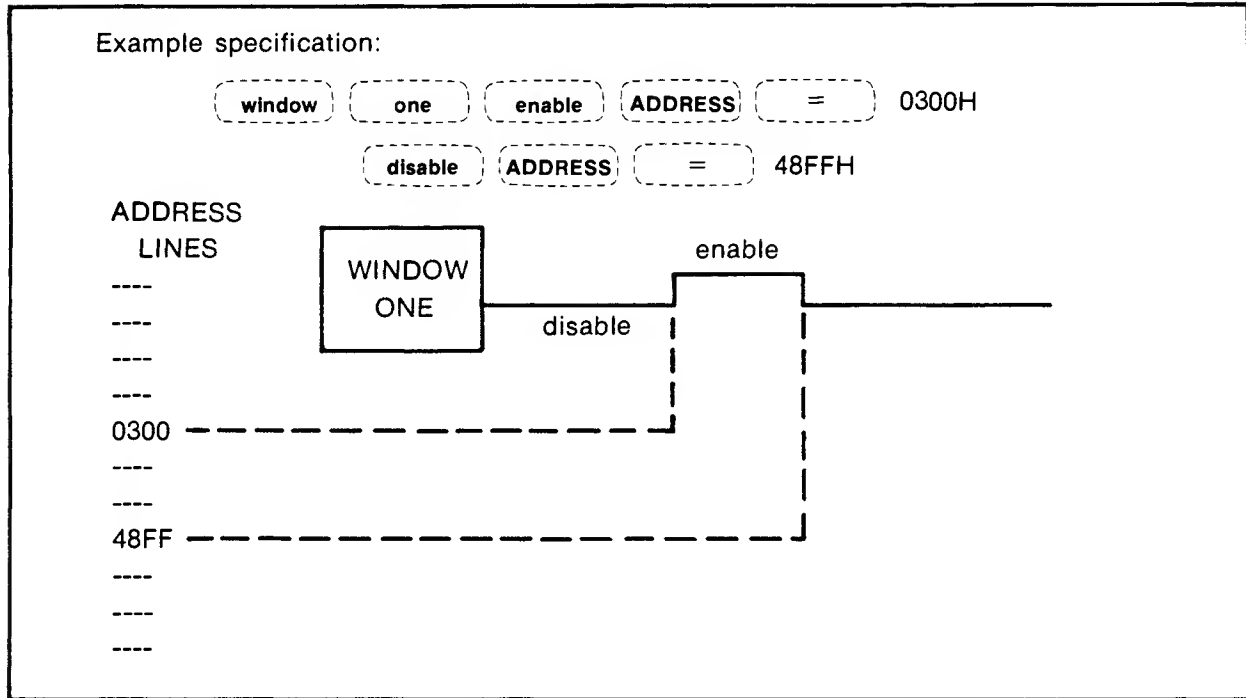 Example specification:
window one enable ADDRESS = 0300H
disable ADDRESS = 48FFH
ADDRESS
LINES
WINDOW
ONE
enable
disable
----
----
----
----
0300
----
----
48FF
----
----
----